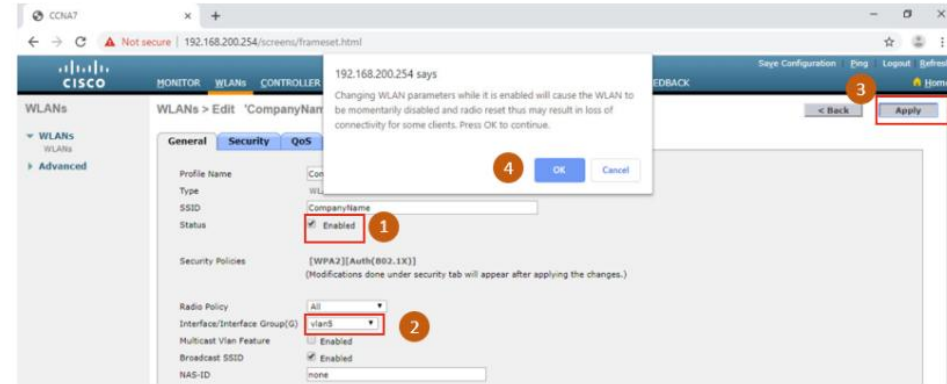 CCNA7
Not secure | 192.168.200.254/screens/frameset.html
Save Configuration Ping Logout Refresh
CISCO
MONITOR WLANs CONTROLLER
EDBACK
Home
192.168.200.254 says
Changing WLAN parameters while it is enabled will cause the WLAN to
be momentarily disabled and radio reset thus may result in loss of
connectivity for some clients. Press OK to continue.
4
OK Cancel
3
WLANs
WLANs > Edit 'CompanyNam
< Back Apply
WLANs
WLANs
Advanced
General Security QoS
Profile Name Con
Type WL
SSID CompanyName
Status Enabled 1
Security Policies [WPA2][Auth(802.1X)]
(Modifications done under security tab will appear after applying the changes.)
Radio Policy All
Interface/Interface Group(G) vlan5 2
Multicast Vlan Feature Enabled
Broadcast SSID Enabled
NAS-ID none